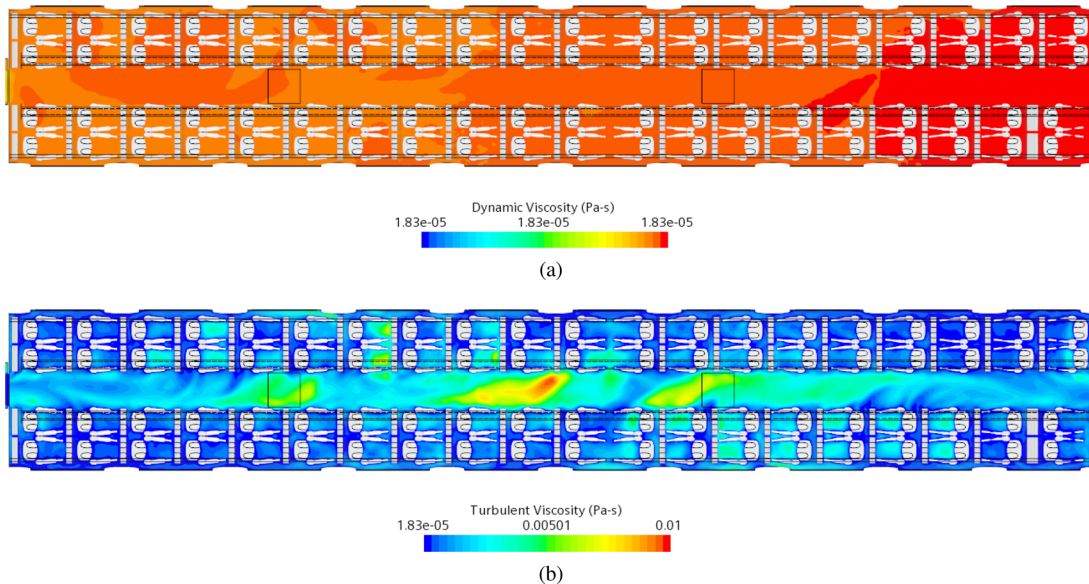 Dynamic Viscosity (Pa-s)
1.83e-05 1.83e-05 1.83e-05
(a)
Turbulent Viscosity (Pa-s)
1.83e-05 0.00501 0.01
(b)